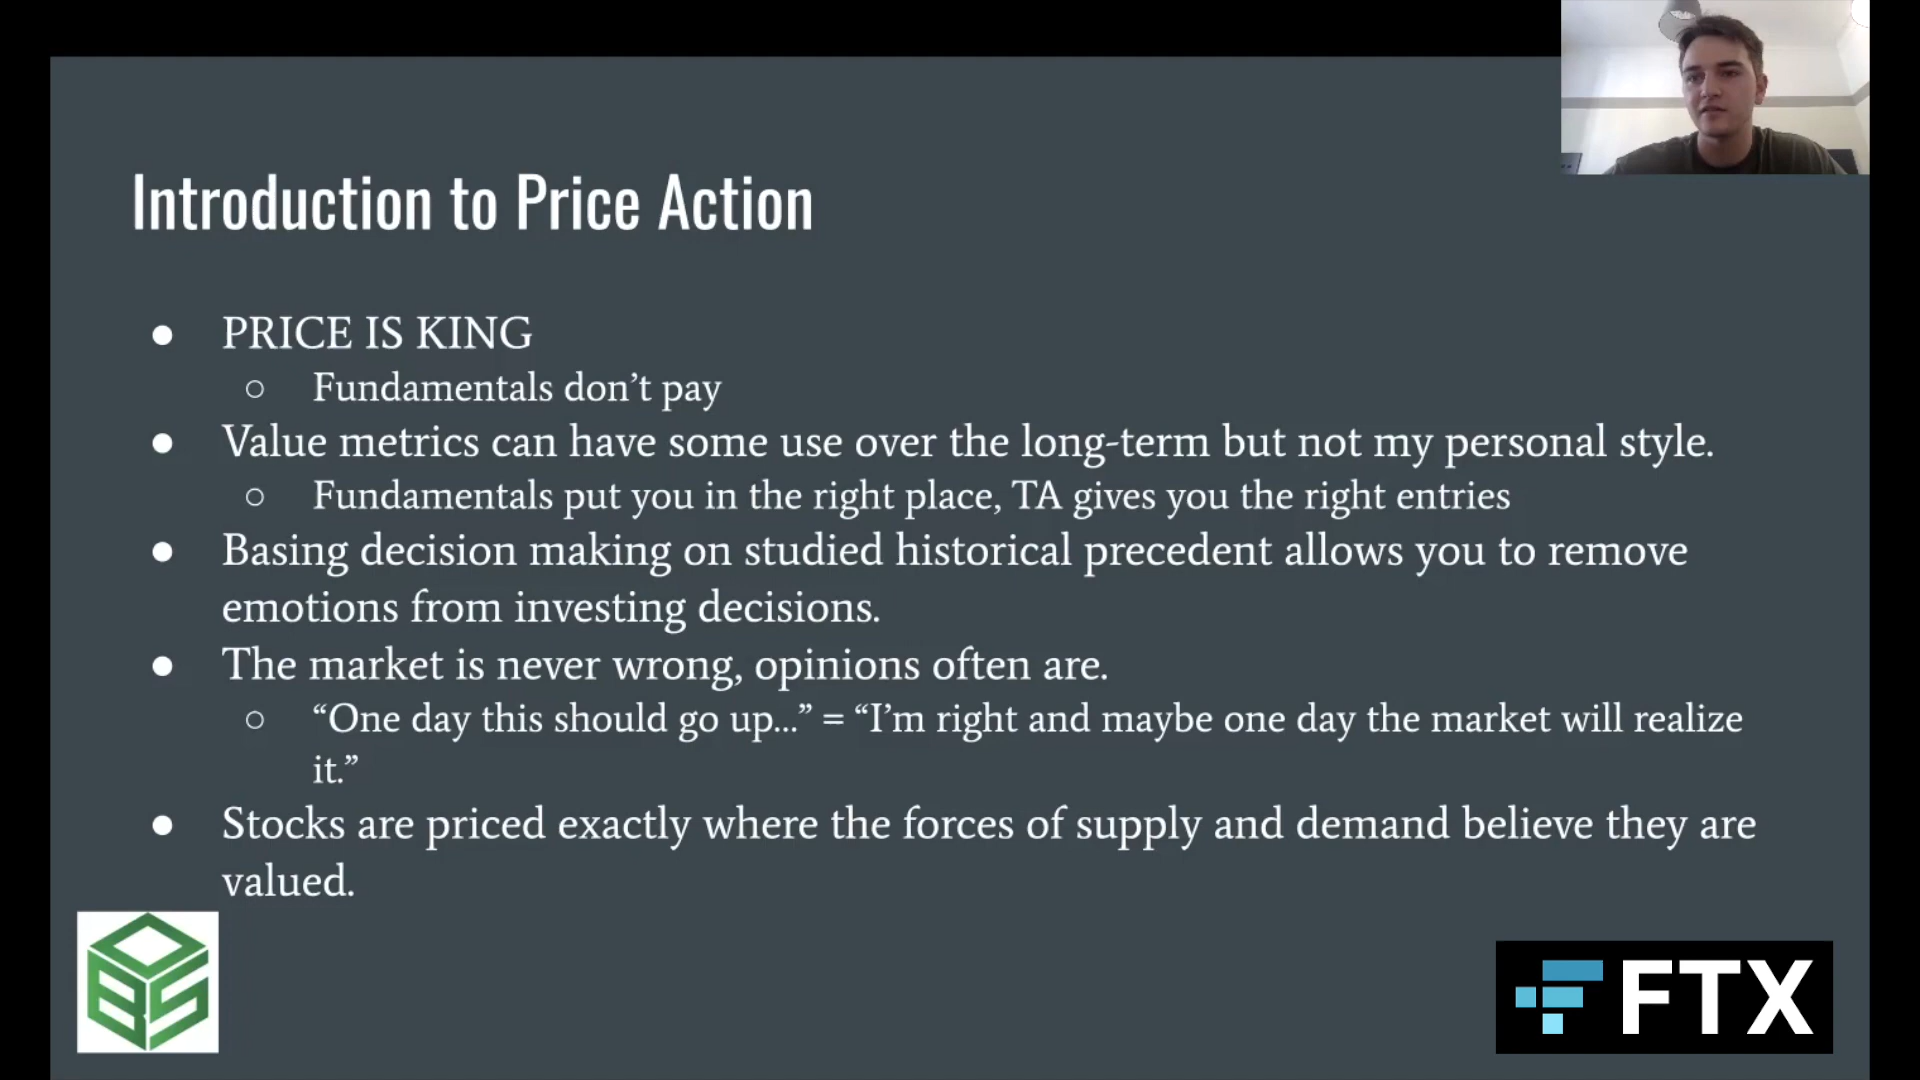 Introduction to Price Action
● PRICE IS KING
○ Fundamentals don’t pay
● Value metrics can have some use over the long-term but not my personal style.
○ Fundamentals put you in the right place, TA gives you the right entries
● Basing decision making on studied historical precedent allows you to remove
emotions from investing decisions.
● The market is never wrong, opinions often are.
○ “One day this should go up...” = “I’m right and maybe one day the market will realize
it.”
● Stocks are priced exactly where the forces of supply and demand believe they are
valued.
DBS
FTX